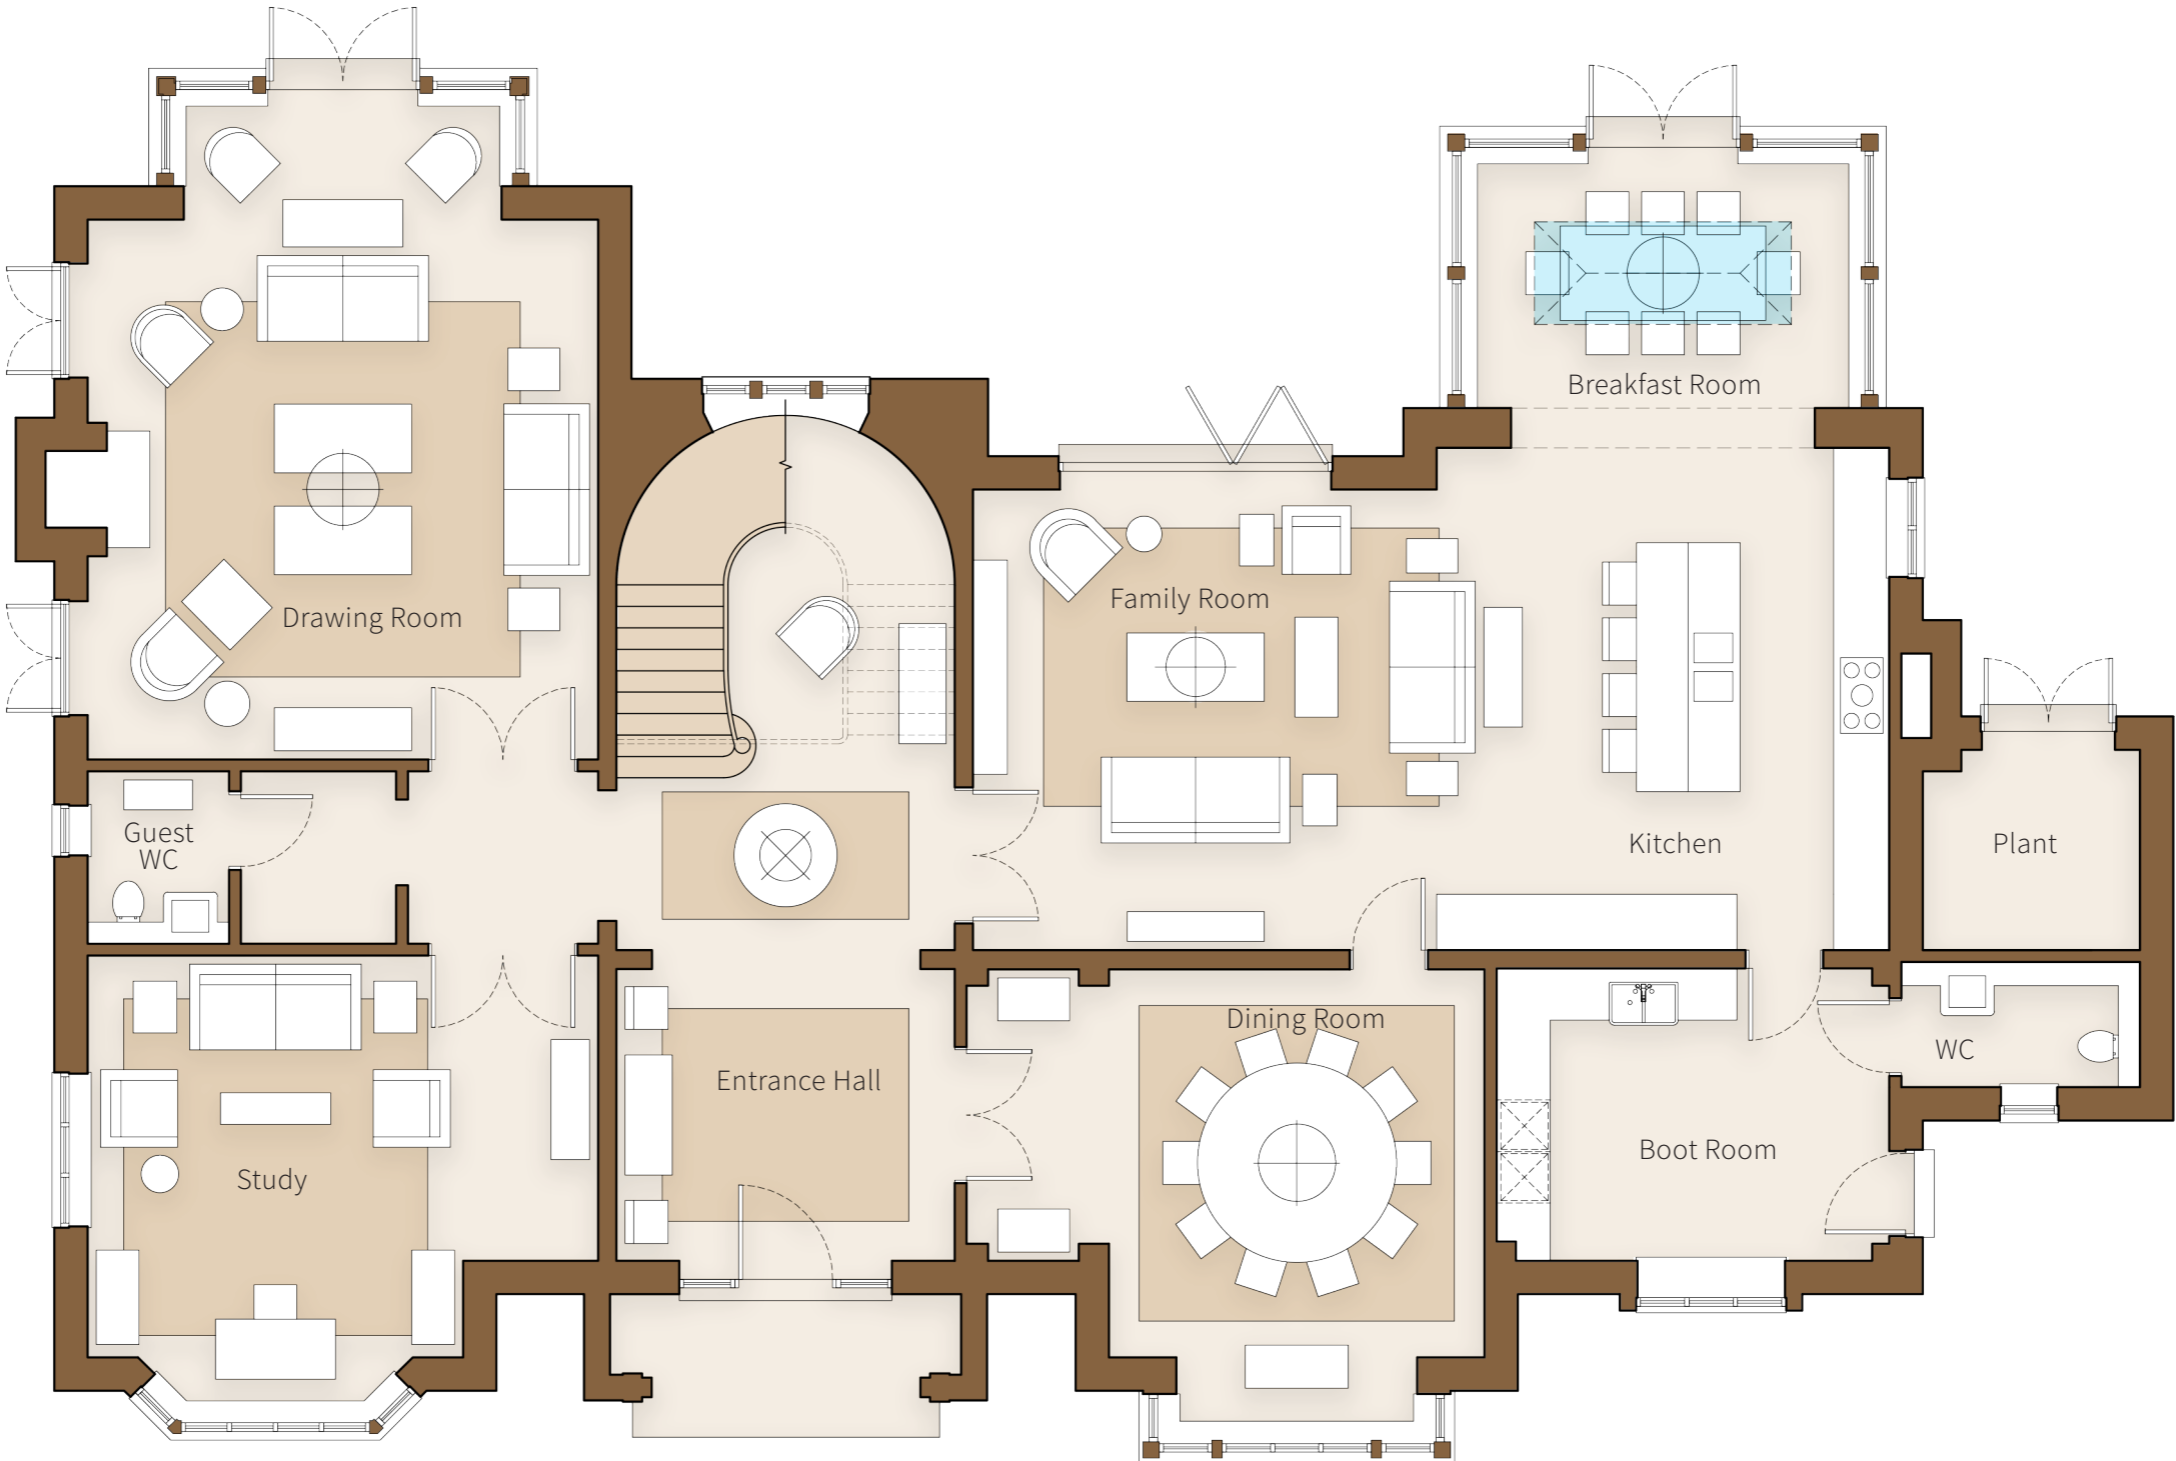 Breakfast Room
Family Room
Drawing Room
Guest
WC
Kitchen
Plant
Dining Room
WC
Entrance Hall
Boot Room
Study